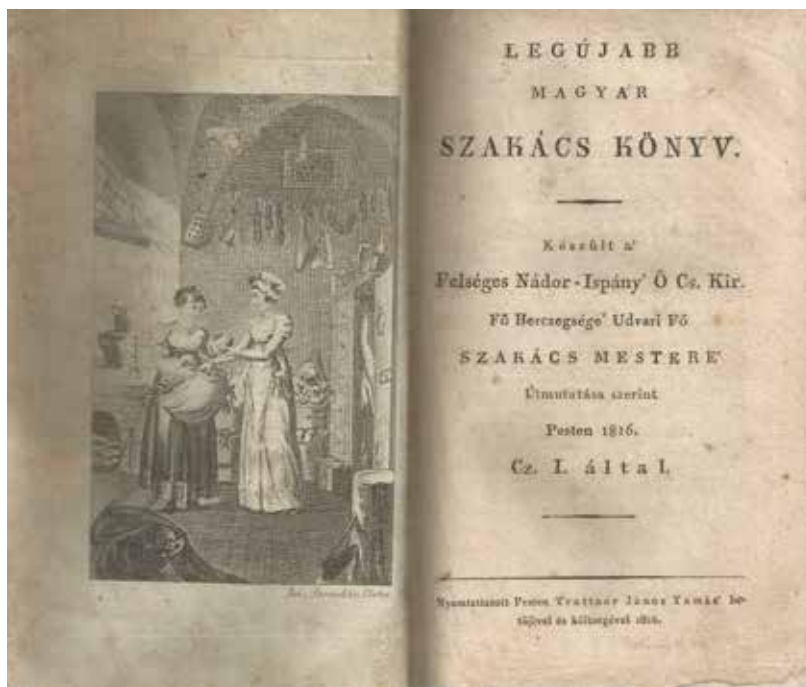 LEGÚJABB
MAGYAR
SZAKÁCS KÖNYV.
Készült a'
Felséges Nádor-Ispány' Ő Cs. Kir.
Fő Herczegsége' Udvari Fő
SZAKÁCS MESTERE'
Útmutatása szerint
Pesten 1816.
Cz. I. által.
Nyomtattatott Pesten Trattner János Tamás' be-
tűjivel és költségével 1816.